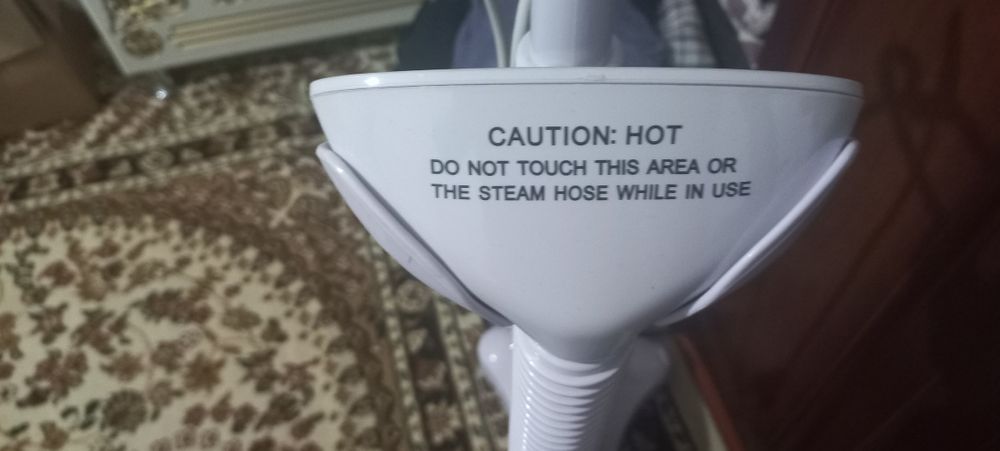 CAUTION: HOT
DO NOT TOUCH THIS AREA OR
THE STEAM HOSE WHILE IN USE